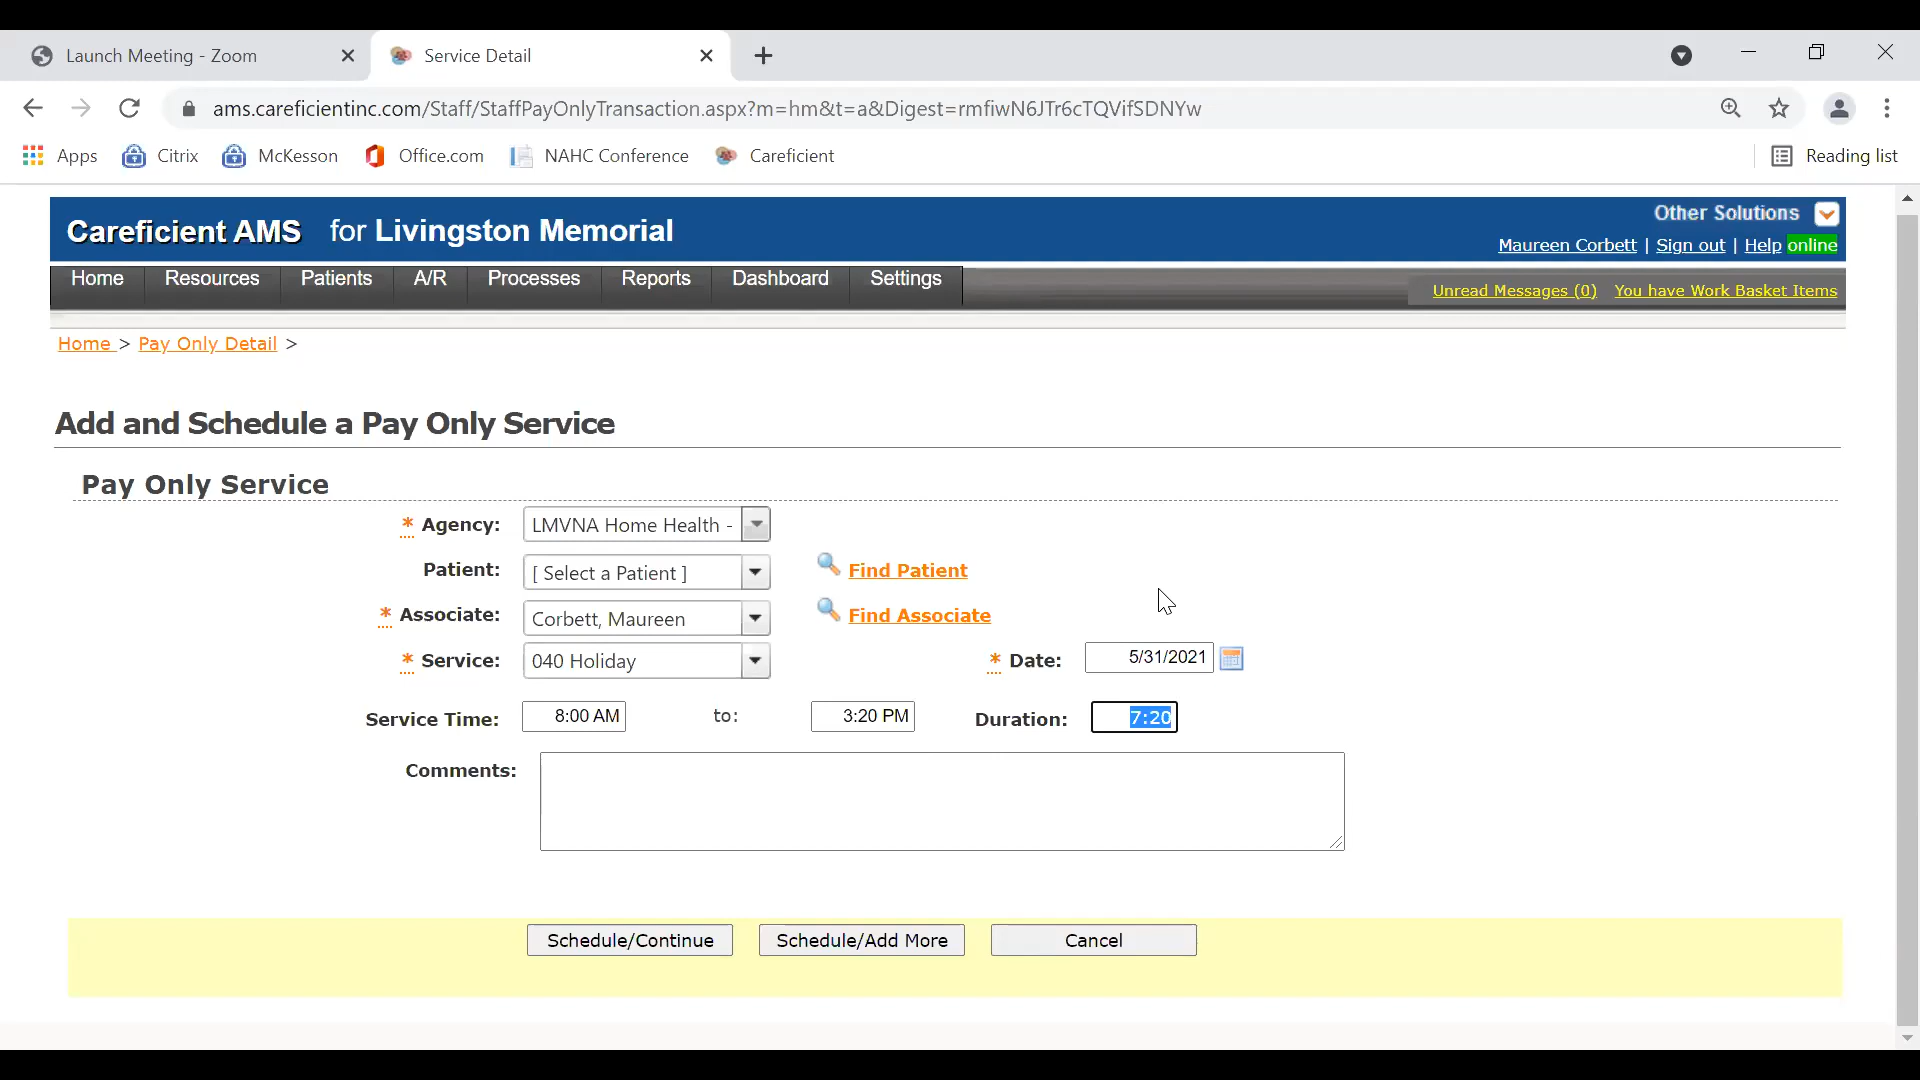 Launch Meeting - Zoom
Service Detail
ams.careficientinc.com/Staff/StaffPayOnlyTransaction.aspx?m=hm&t=a&Digest=rmfiwN6JTr6cTQVifSDNYw
Apps Citrix McKesson Office.com NAHC Conference Careficient Reading list
Careficient AMS for Livingston Memorial
Other Solutions
Maureen Corbett | Sign out | Help online
Home Resources Patients A/R Processes Reports Dashboard Settings
Unread Messages (0) You have Work Basket Items
Home > Pay Only Detail >
Add and Schedule a Pay Only Service
Pay Only Service
* Agency: LMVNA Home Health -
Patient: [ Select a Patient ] Find Patient
* Associate: Corbett, Maureen Find Associate
* Service: 040 Holiday * Date: 5/31/2021
Service Time: 8:00 AM to: 3:20 PM Duration: 7:20
Comments:
Schedule/Continue Schedule/Add More Cancel